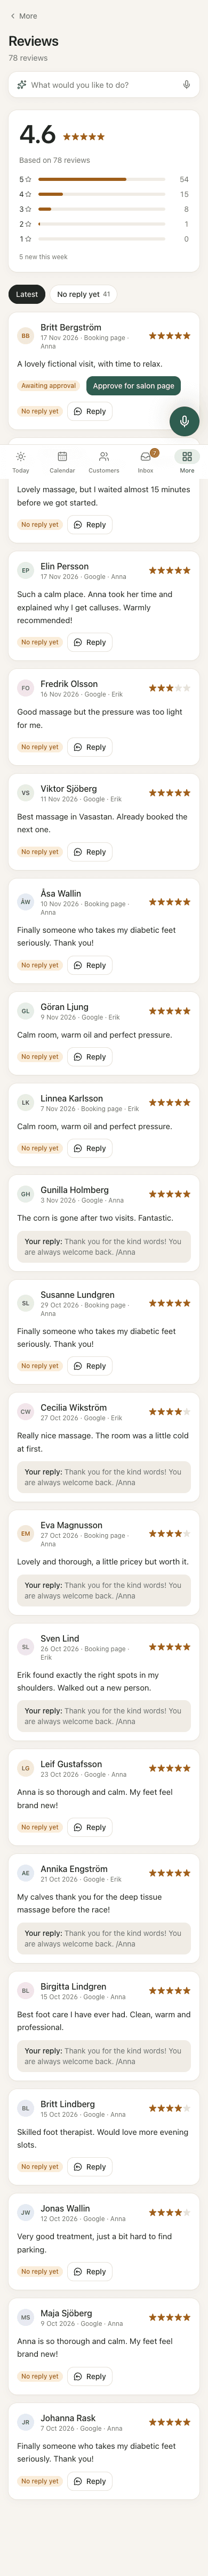 More
Reviews
78 reviews
What would you like to do?
4.6
Based on 78 reviews
5 54
4 15
3 8
2 1
1 0
5 new this week
Latest
No reply yet 41
BB
Britt Bergström
17 Nov 2026 · Booking page ·
Anna
A lovely fictional visit, with time to relax.
Awaiting approval
Approve for salon page
No reply yet
Reply
Today
Calendar
Customers
Inbox
7
More
Lovely massage, but I waited almost 15 minutes
before we got started.
No reply yet
Reply
EP
Elin Persson
17 Nov 2026 · Google · Anna
Such a calm place. Anna took her time and
explained why I get calluses. Warmly
recommended!
No reply yet
Reply
FO
Fredrik Olsson
16 Nov 2026 · Google · Erik
Good massage but the pressure was too light
for me.
No reply yet
Reply
VS
Viktor Sjöberg
11 Nov 2026 · Google · Erik
Best massage in Vasastan. Already booked the
next one.
No reply yet
Reply
ÅW
Åsa Wallin
10 Nov 2026 · Booking page ·
Anna
Finally someone who takes my diabetic feet
seriously. Thank you!
No reply yet
Reply
GL
Göran Ljung
9 Nov 2026 · Google · Erik
Calm room, warm oil and perfect pressure.
No reply yet
Reply
LK
Linnea Karlsson
7 Nov 2026 · Booking page · Erik
Calm room, warm oil and perfect pressure.
No reply yet
Reply
GH
Gunilla Holmberg
3 Nov 2026 · Google · Anna
The corn is gone after two visits. Fantastic.
Your reply: Thank you for the kind words! You
are always welcome back. /Anna
SL
Susanne Lundgren
29 Oct 2026 · Booking page ·
Anna
Finally someone who takes my diabetic feet
seriously. Thank you!
No reply yet
Reply
CW
Cecilia Wikström
27 Oct 2026 · Google · Erik
Really nice massage. The room was a little cold
at first.
Your reply: Thank you for the kind words! You
are always welcome back. /Anna
EM
Eva Magnusson
27 Oct 2026 · Booking page ·
Anna
Lovely and thorough, a little pricey but worth it.
Your reply: Thank you for the kind words! You
are always welcome back. /Anna
SL
Sven Lind
26 Oct 2026 · Booking page ·
Erik
Erik found exactly the right spots in my
shoulders. Walked out a new person.
Your reply: Thank you for the kind words! You
are always welcome back. /Anna
LG
Leif Gustafsson
23 Oct 2026 · Google · Anna
Anna is so thorough and calm. My feet feel
brand new!
No reply yet
Reply
AE
Annika Engström
21 Oct 2026 · Google · Erik
My calves thank you for the deep tissue
massage before the race!
Your reply: Thank you for the kind words! You
are always welcome back. /Anna
BL
Birgitta Lindgren
15 Oct 2026 · Google · Anna
Best foot care I have ever had. Clean, warm and
professional.
Your reply: Thank you for the kind words! You
are always welcome back. /Anna
BL
Britt Lindberg
15 Oct 2026 · Google · Anna
Skilled foot therapist. Would love more evening
slots.
No reply yet
Reply
JW
Jonas Wallin
12 Oct 2026 · Google · Anna
Very good treatment, just a bit hard to find
parking.
No reply yet
Reply
MS
Maja Sjöberg
9 Oct 2026 · Google · Anna
Anna is so thorough and calm. My feet feel
brand new!
No reply yet
Reply
JR
Johanna Rask
7 Oct 2026 · Google · Anna
Finally someone who takes my diabetic feet
seriously. Thank you!
No reply yet
Reply